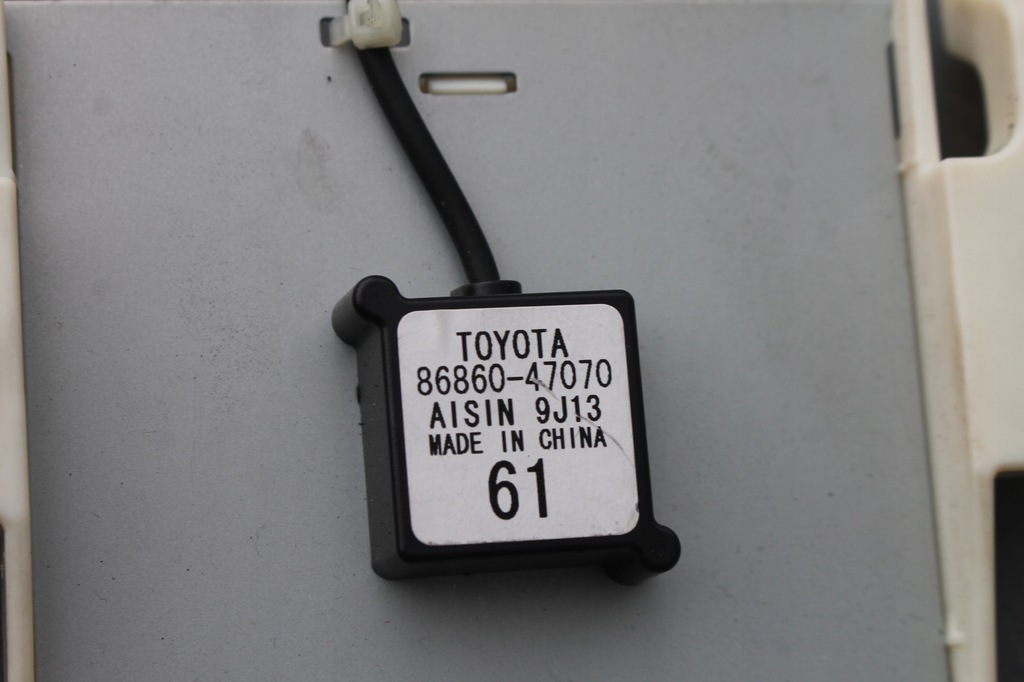 TOYOTA
86860-47070
AISIN 9J13
MADE IN CHINA
61